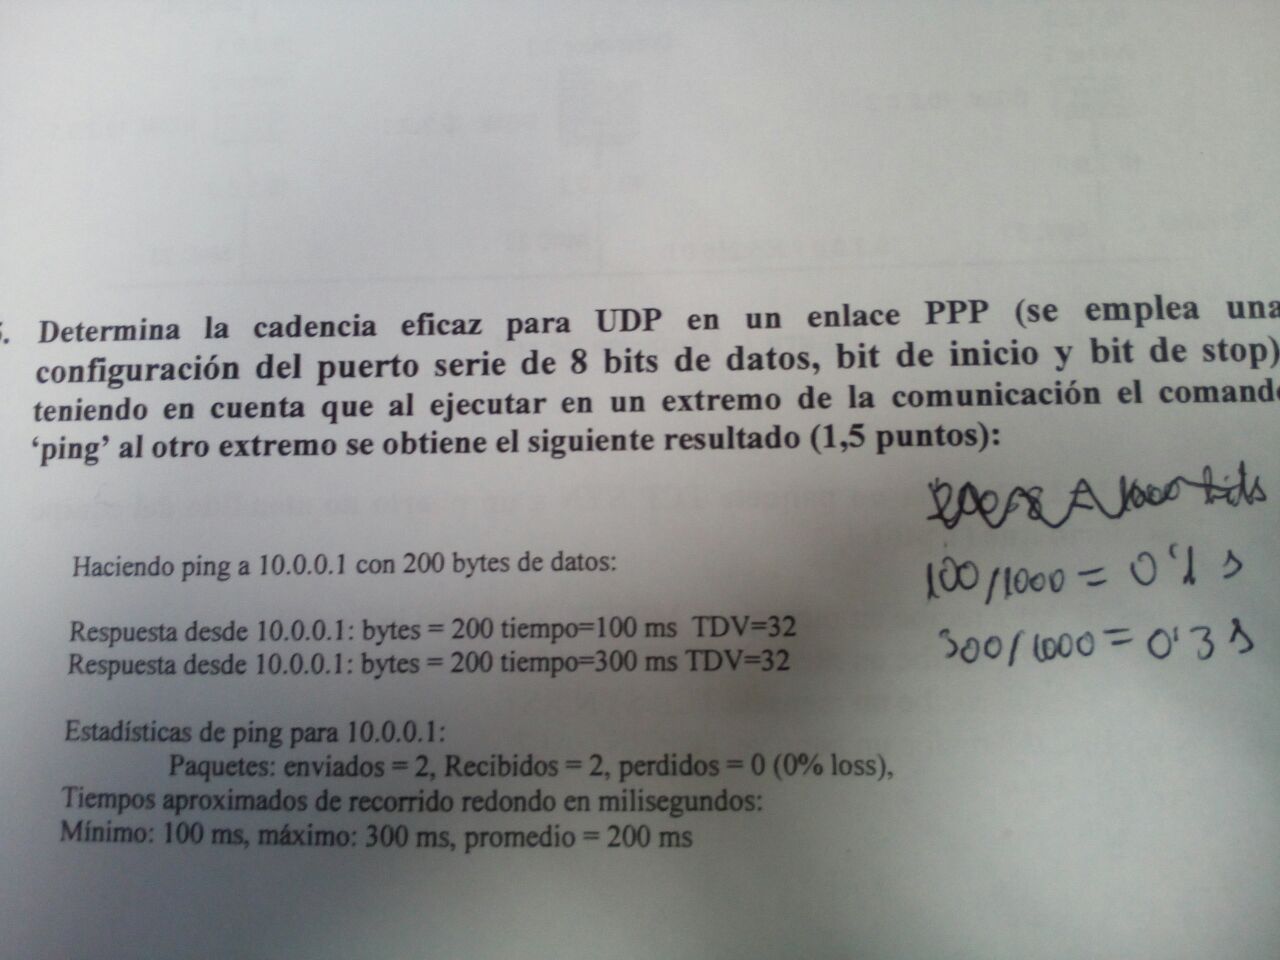 Determina la cadencia eficaz para UDP en un enlace PPP (se emplea una
configuración del puerto serie de 8 bits de datos, bit de inicio y bit de stop)
teniendo en cuenta que al ejecutar en un extremo de la comunicación el comando
‘ping’ al otro extremo se obtiene el siguiente resultado (1,5 puntos):
Haciendo ping a 10.0.0.1 con 200 bytes de datos:
100/1000 = 0'1 s
Respuesta desde 10.0.0.1: bytes = 200 tiempo=100 ms TDV=32
300/1000 = 0'3 s
Respuesta desde 10.0.0.1: bytes = 200 tiempo=300 ms TDV=32
Estadísticas de ping para 10.0.0.1:
Paquetes: enviados = 2, Recibidos = 2, perdidos = 0 (0% loss),
Tiempos aproximados de recorrido redondo en milisegundos:
Mínimo: 100 ms, máximo: 300 ms, promedio = 200 ms